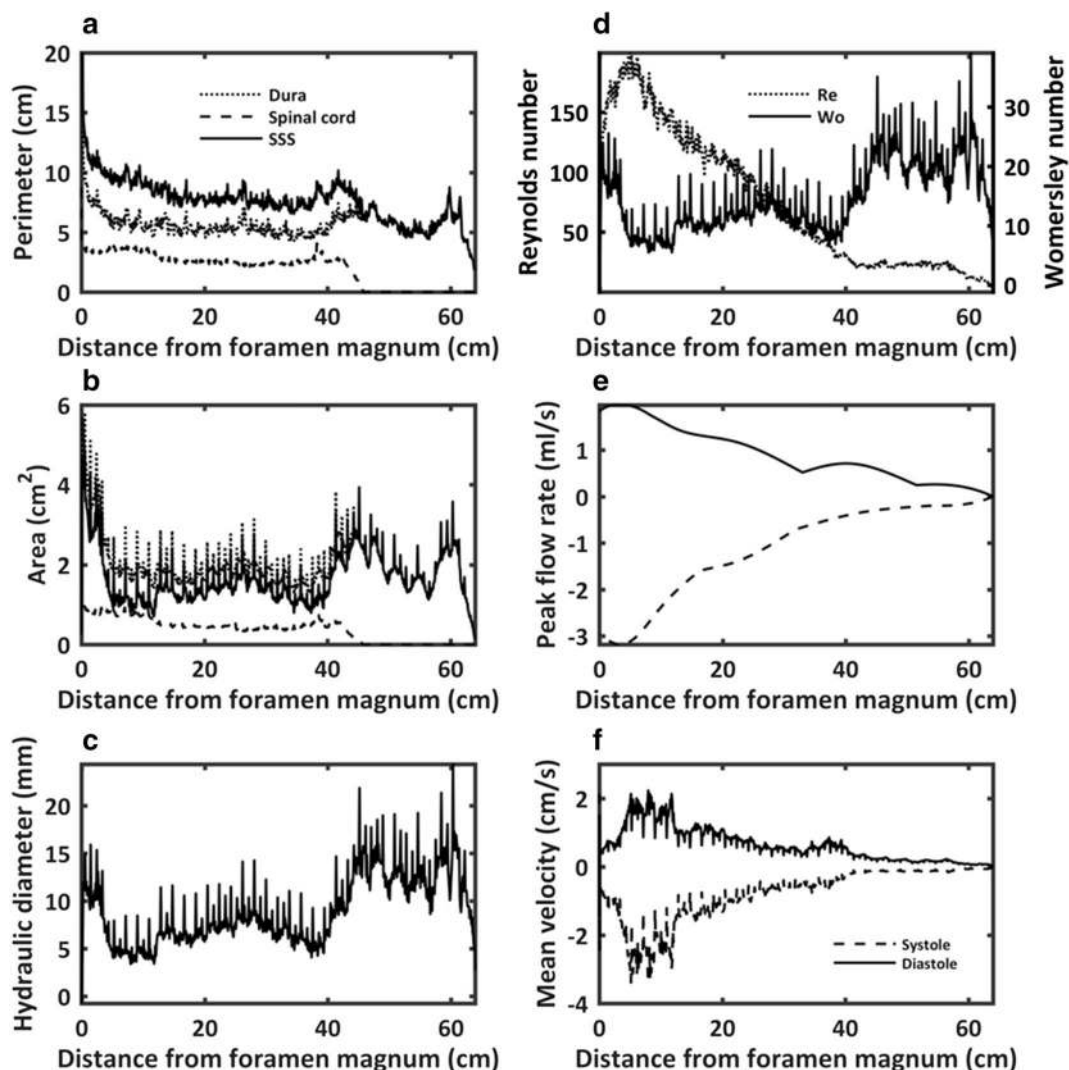 a
20
15
10
5
0
Perimeter (cm)
Dura
Spinal cord
SSS
0 20 40 60
Distance from foramen magnum (cm)
b
6
4
2
0
Area (cm²)
0 20 40 60
Distance from foramen magnum (cm)
c
20
15
10
5
0
Hydraulic diameter (mm)
0 20 40 60
Distance from foramen magnum (cm)
d
150
100
50
Reynolds number
Re
Wo
30
20
10
0
Womersley number
0 20 40 60
Distance from foramen magnum (cm)
e
1
0
-1
-2
-3
Peak flow rate (ml/s)
0 20 40 60
Distance from foramen magnum (cm)
f
2
0
-2
-4
Mean velocity (cm/s)
Systole
Diastole
0 20 40 60
Distance from foramen magnum (cm)